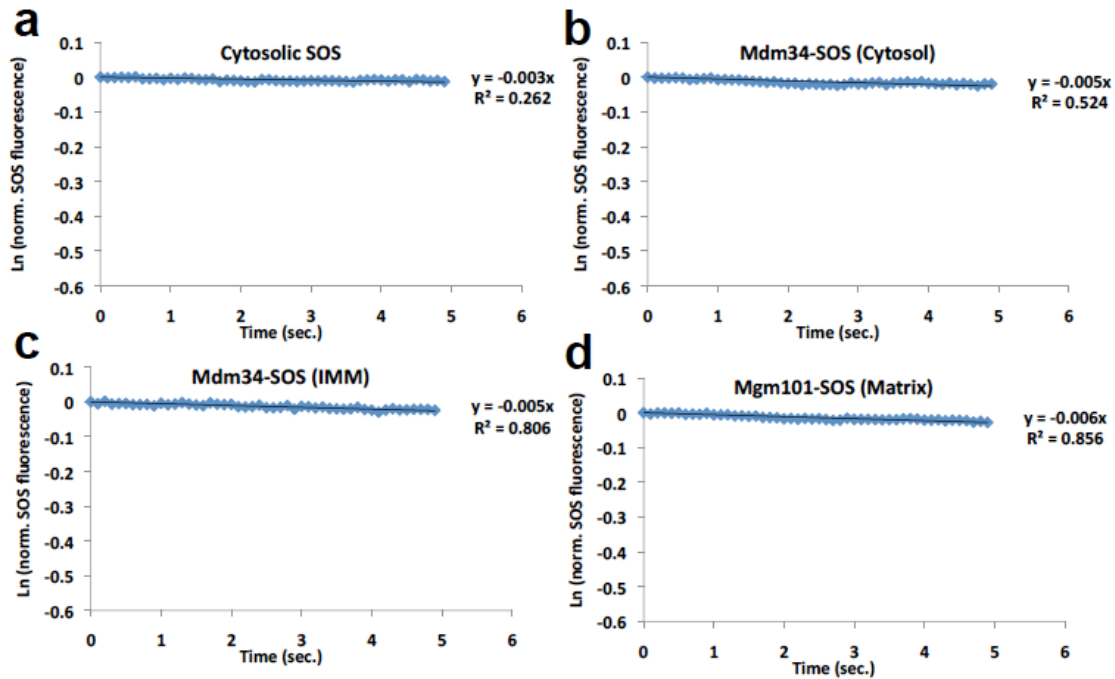 a
Cytosolic SOS
0.1
0
-0.1
-0.2
-0.3
-0.4
-0.5
-0.6
Ln (norm. SOS fluorescence)
y = -0.003x
R² = 0.262
0 1 2 3 4 5 6
Time (sec.)
b
Mdm34-SOS (Cytosol)
0.1
0
-0.1
-0.2
-0.3
-0.4
-0.5
-0.6
Ln (norm. SOS fluorescence)
y = -0.005x
R² = 0.524
0 1 2 3 4 5 6
Time (sec.)
c
Mdm34-SOS (IMM)
0.1
0
-0.1
-0.2
-0.3
-0.4
-0.5
-0.6
Ln (norm. SOS fluorescence)
y = -0.005x
R² = 0.806
0 1 2 3 4 5 6
Time (sec.)
d
Mgm101-SOS (Matrix)
0.1
0
-0.1
-0.2
-0.3
-0.4
-0.5
-0.6
Ln (norm. SOS fluorescence)
y = -0.006x
R² = 0.856
0 1 2 3 4 5 6
Time (sec.)